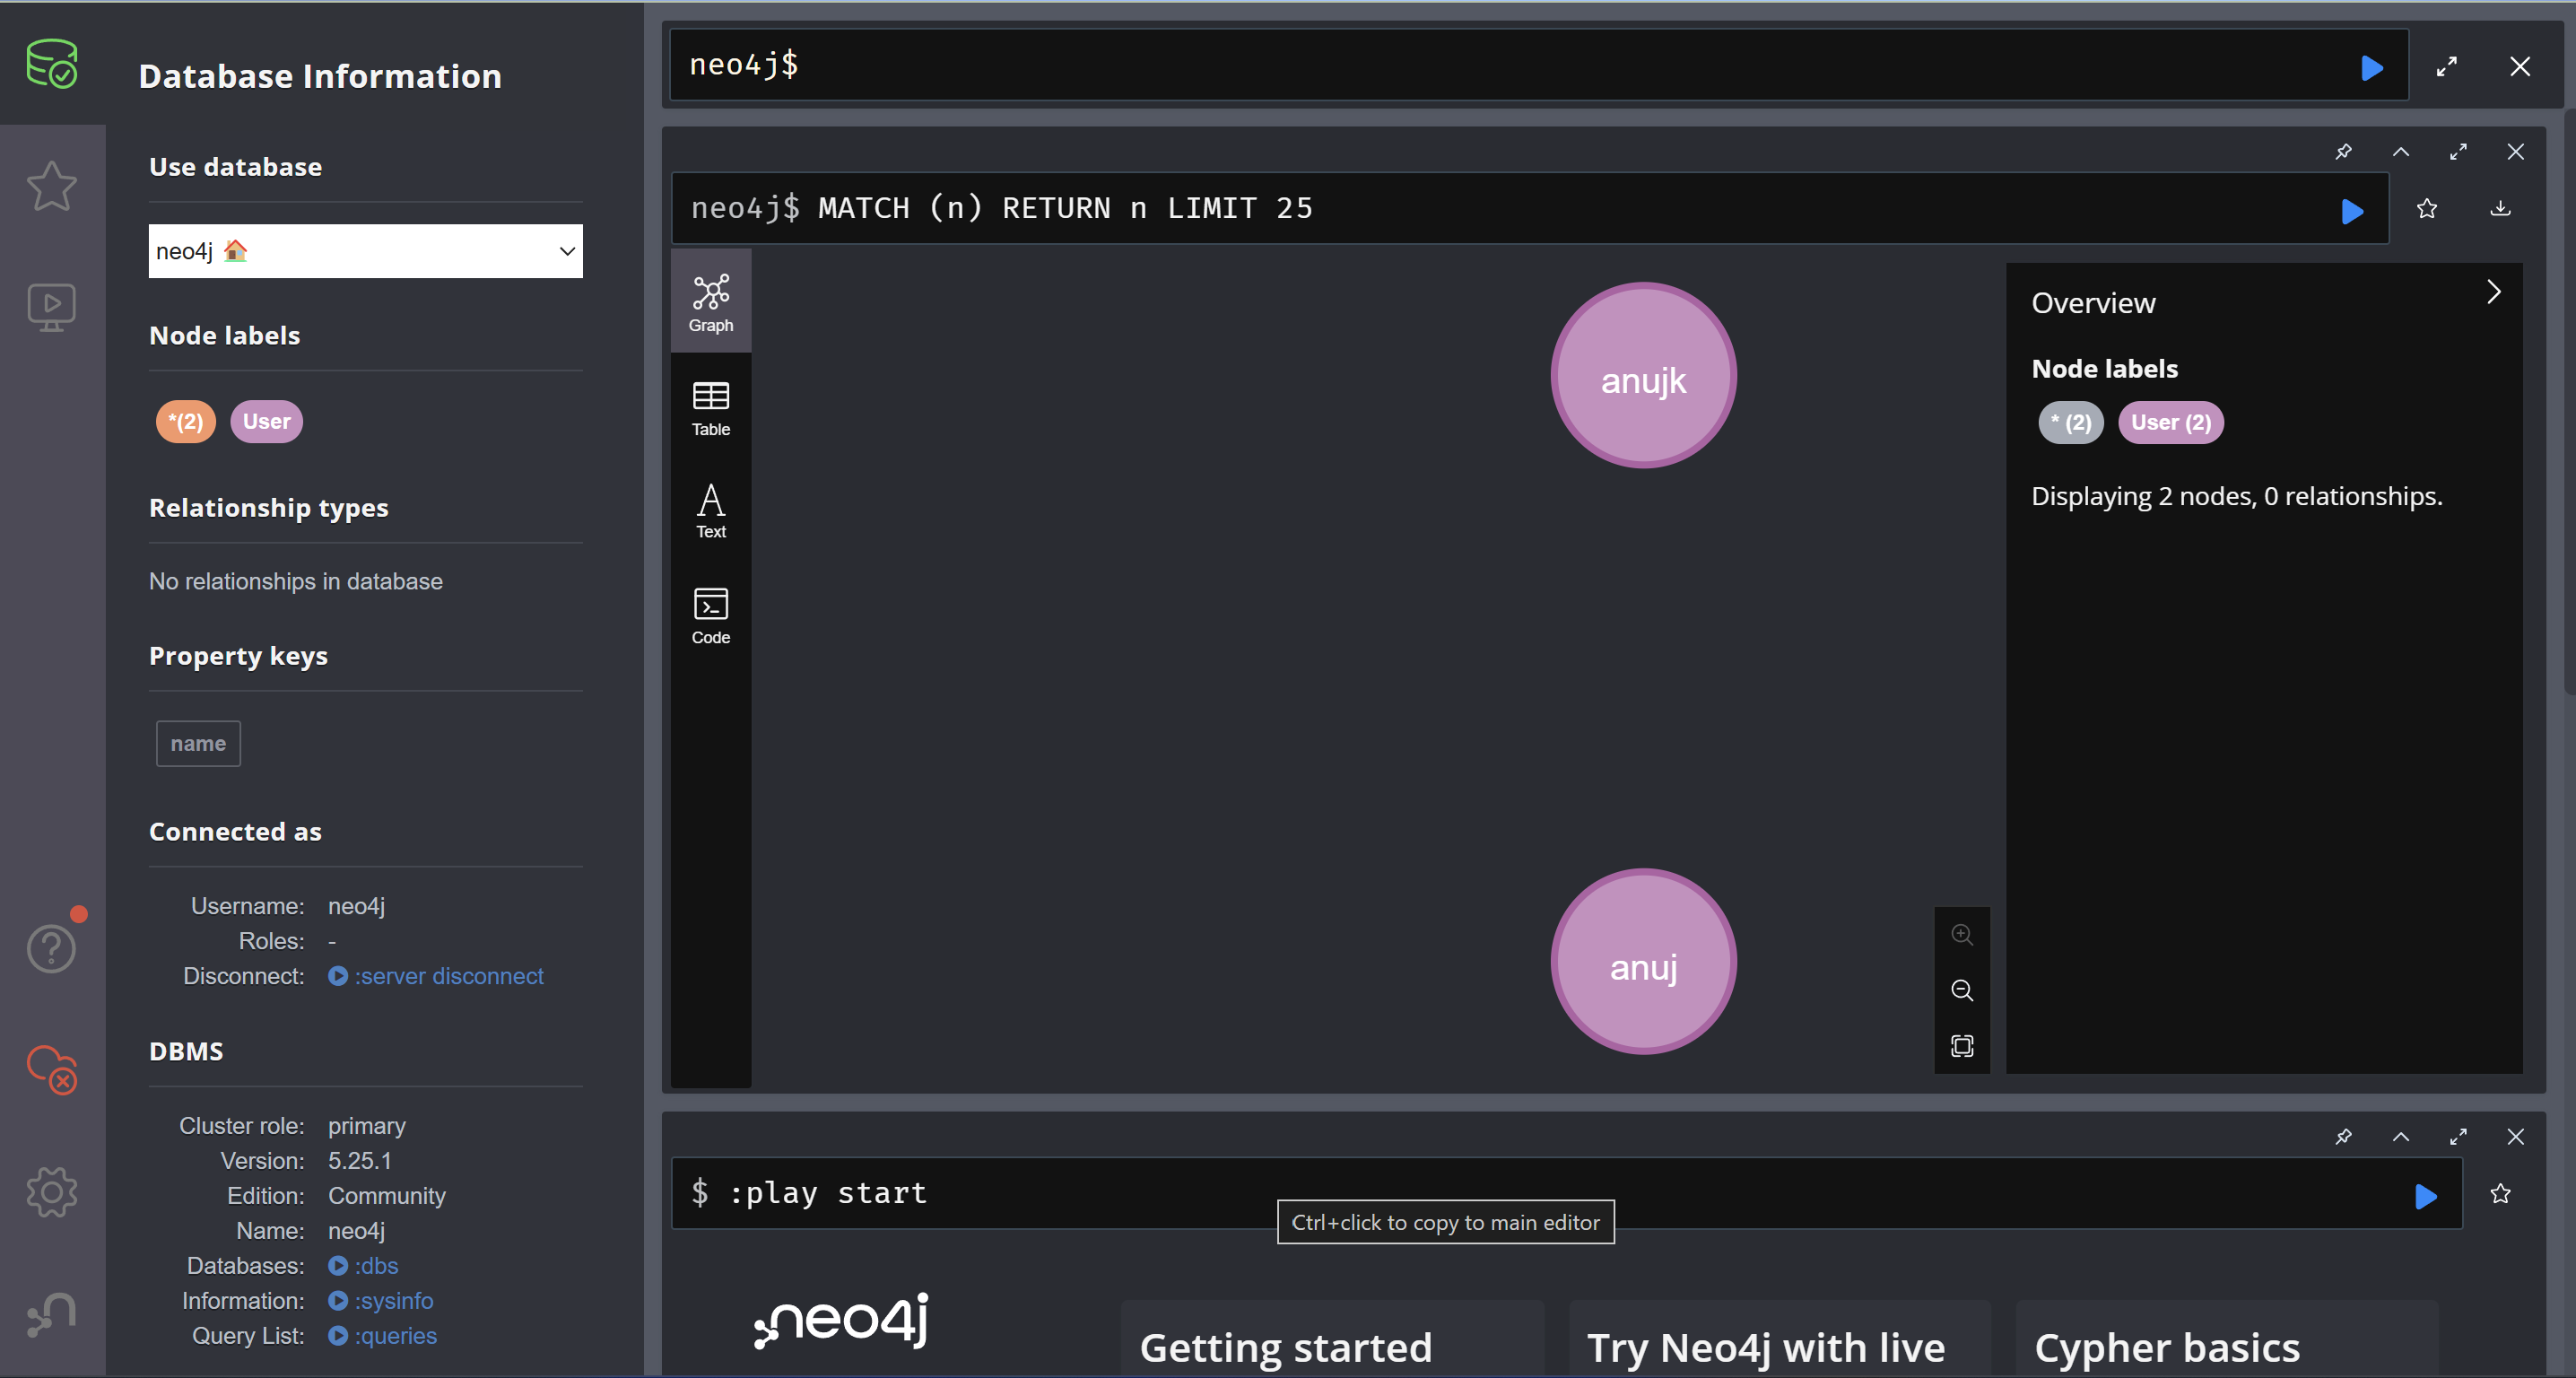 Database Information
Use database
neo4j
Node labels
*(2) User
Relationship types
No relationships in database
Property keys
name
Connected as
Username: neo4j
Roles: -
Disconnect: :server disconnect
DBMS
Cluster role: primary
Version: 5.25.1
Edition: Community
Name: neo4j
Databases: :dbs
Information: :sysinfo
Query List: :queries
neo4j$
neo4j$ MATCH (n) RETURN n LIMIT 25
Graph
Table
Text
Code
anujk
anuj
Overview
Node labels
* (2) User (2)
Displaying 2 nodes, 0 relationships.
$ :play start
Ctrl+click to copy to main editor
neo4j
Getting started
Try Neo4j with live
Cypher basics